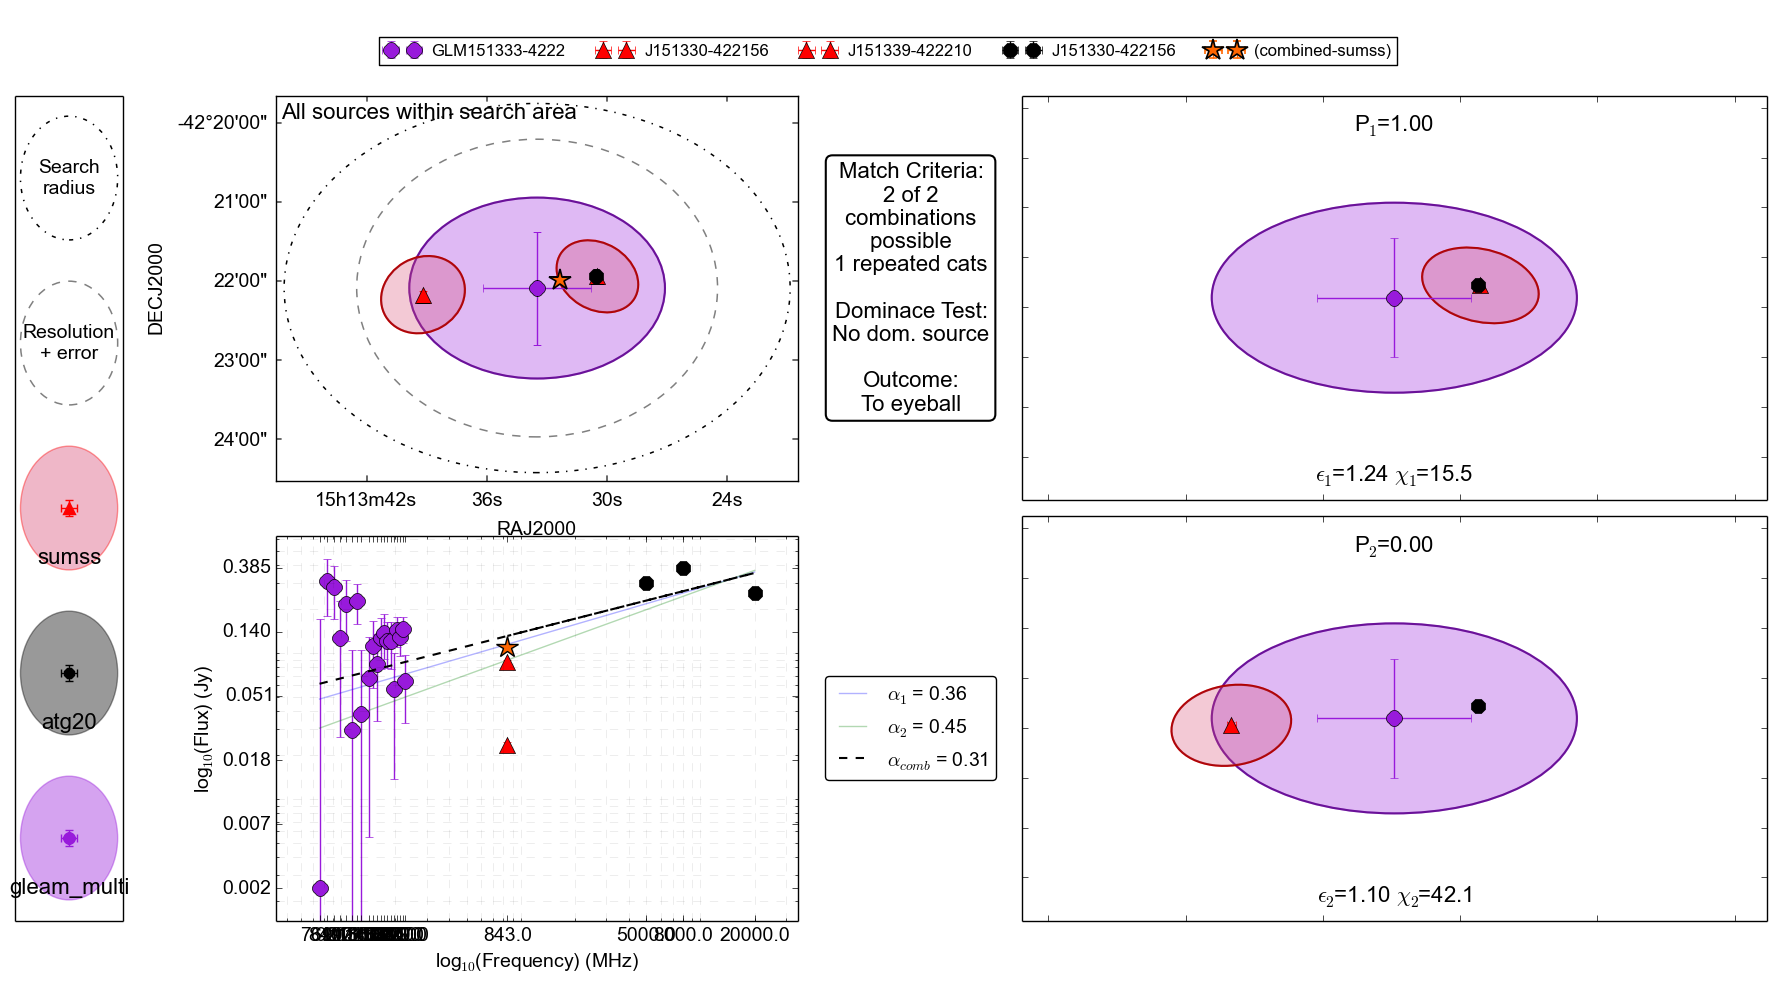 GLM151333-4222 J151330-422156 J151339-422210 J151330-422156 (combined-sumss)
Search
radius
Resolution
+ error
sumss
atg20
gleam_multi
All sources within search area
DECJ2000
-42°20'00"
21'00"
22'00"
23'00"
24'00"
15h13m42s 36s 30s 24s
RAJ2000
Match Criteria:
2 of 2
combinations
possible
1 repeated cats
Dominace Test:
No dom. source
Outcome:
To eyeball
P1=1.00
ϵ1=1.24 χ1=15.5
log10(Flux) (Jy)
0.385
0.140
0.051
0.018
0.007
0.002
843.0 5000.0 8000.0 20000.0
log10(Frequency) (MHz)
α1 = 0.36
α2 = 0.45
αcomb = 0.31
P2=0.00
ϵ2=1.10 χ2=42.1